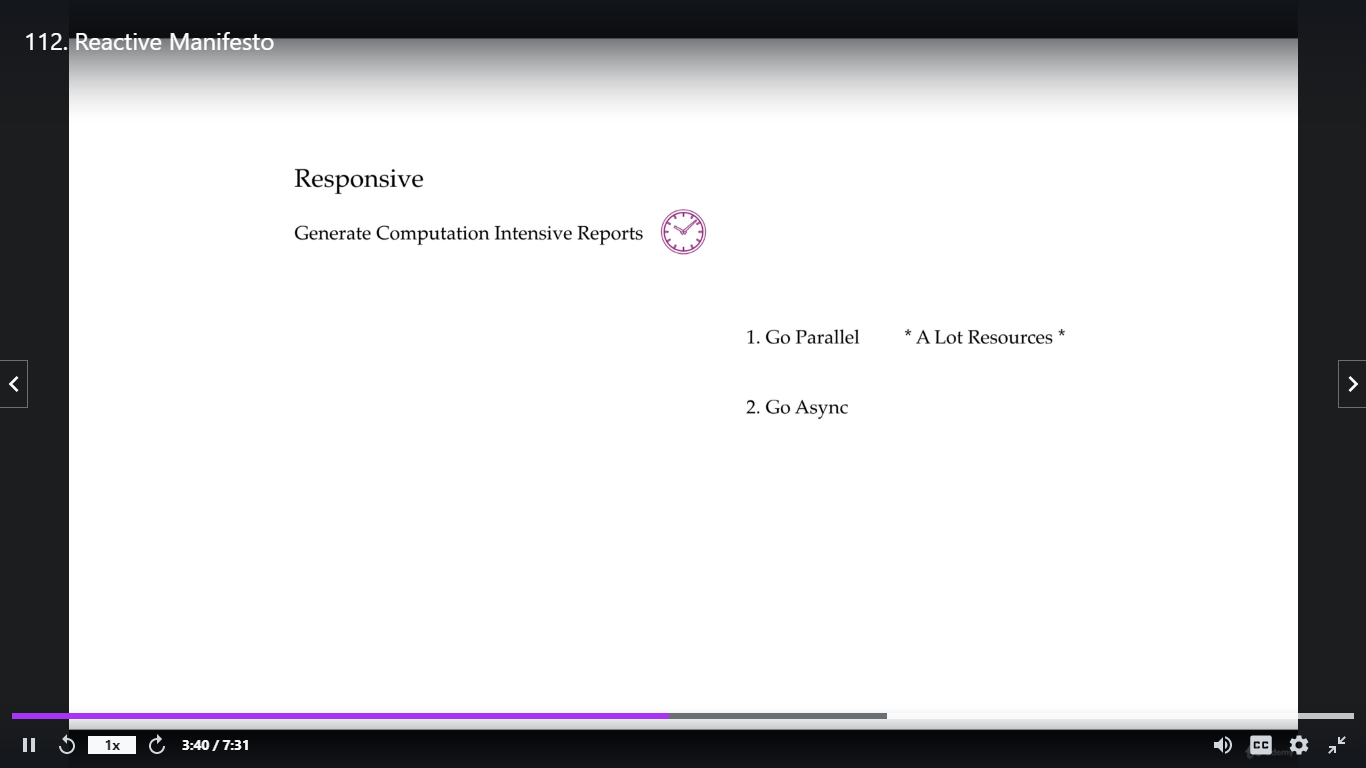 112. Reactive Manifesto
Responsive
Generate Computation Intensive Reports
1. Go Parallel * A Lot Resources *
2. Go Async
1x 3:40 / 7:31 CC